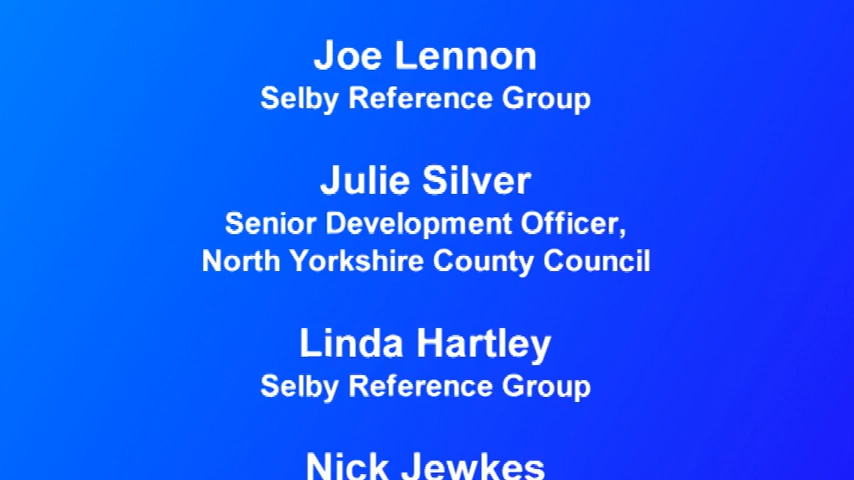 Joe Lennon
Selby Reference Group
Julie Silver
Senior Development Officer,
North Yorkshire County Council
Linda Hartley
Selby Reference Group
Nick Jewkes